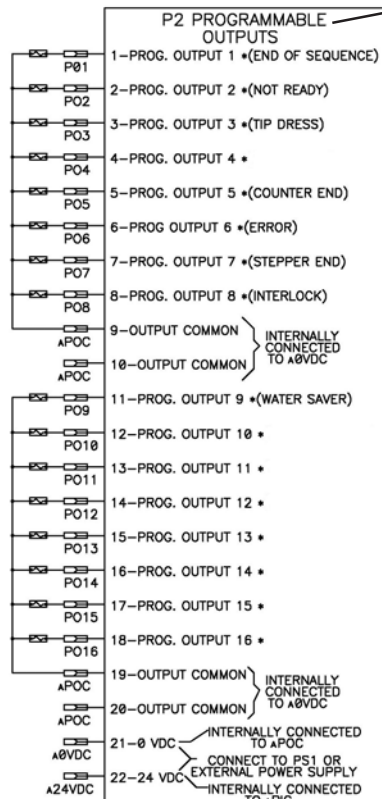 P2 PROGRAMMABLE
OUTPUTS
1-PROG. OUTPUT 1 *(END OF SEQUENCE)
PO1
2-PROG. OUTPUT 2 *(NOT READY)
PO2
3-PROG. OUTPUT 3 *(TIP DRESS)
PO3
4-PROG. OUTPUT 4 *
PO4
5-PROG. OUTPUT 5 *(COUNTER END)
PO5
6-PROG OUTPUT 6 *(ERROR)
PO6
7-PROG. OUTPUT 7 *(STEPPER END)
PO7
8-PROG. OUTPUT 8 *(INTERLOCK)
PO8
9-OUTPUT COMMON
APOC
10-OUTPUT COMMON
APOC
INTERNALLY
CONNECTED
TO A0VDC
11-PROG. OUTPUT 9 *(WATER SAVER)
PO9
12-PROG. OUTPUT 10 *
PO10
13-PROG. OUTPUT 11 *
PO11
14-PROG. OUTPUT 12 *
PO12
15-PROG. OUTPUT 13 *
PO13
16-PROG. OUTPUT 14 *
PO14
17-PROG. OUTPUT 15 *
PO15
18-PROG. OUTPUT 16 *
PO16
19-OUTPUT COMMON
APOC
20-OUTPUT COMMON
APOC
INTERNALLY
CONNECTED
TO A0VDC
21-0 VDC
A0VDC
INTERNALLY CONNECTED
TO APOC
CONNECT TO PS1 OR
EXTERNAL POWER SUPPLY
22-24 VDC
A24VDC
INTERNALLY CONNECTED